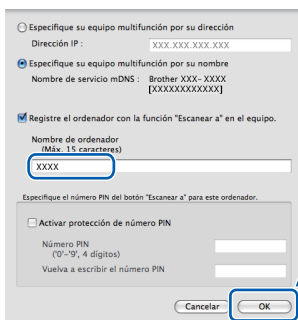 Especifique su equipo multifunción por su dirección
Dirección IP : XXX.XXX.XXX.XXX
Especifique su equipo multifunción por su nombre
Nombre de servicio mDNS : Brother XXX- XXXX
[XXXXXXXXXXXX]
Registre el ordenador con la función "Escanear a" en el equipo.
Nombre de ordenador
(Máx. 15 caracteres)
XXXX
Especifique el número PIN del botón "Escanear a" para este ordenador.
Activar protección de número PIN
Número PIN
('0'-'9', 4 dígitos)
Vuelva a escribir el número PIN
Cancelar OK